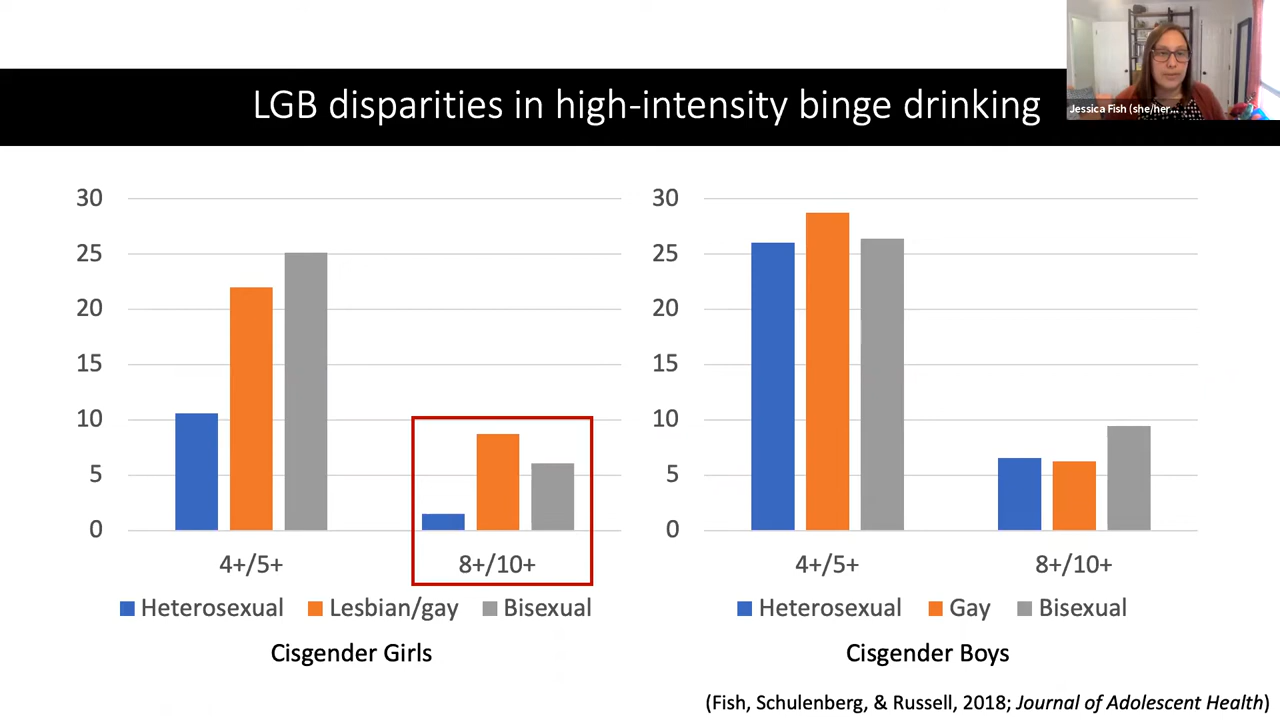 LGB disparities in high-intensity binge drinking
Jessica Fish (she/her...
30
25
20
15
10
5
0
4+/5+
8+/10+
Heterosexual
Lesbian/gay
Bisexual
Cisgender Girls
30
25
20
15
10
5
0
4+/5+
8+/10+
Heterosexual
Gay
Bisexual
Cisgender Boys
(Fish, Schulenberg, & Russell, 2018; Journal of Adolescent Health)